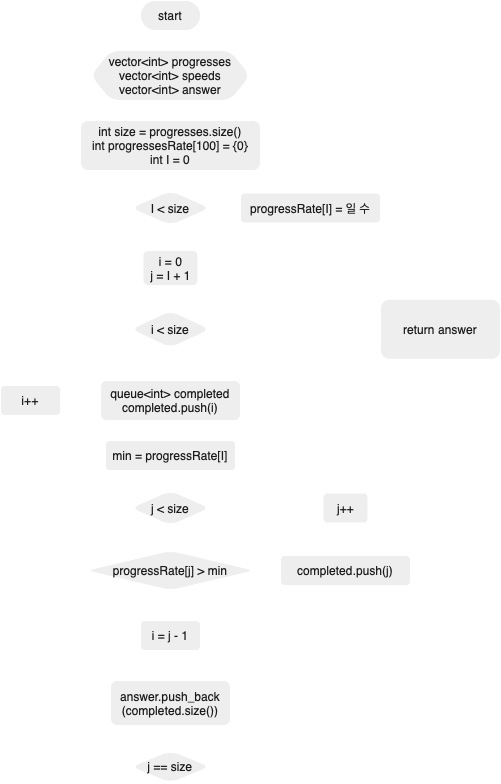 start
vector<int> progresses
vector<int> speeds
vector<int> answer
int size = progresses.size()
int progressesRate[100] = {0}
int I = 0
I < size
progressRate[I] = 일 수
i = 0
j = I + 1
i < size
return answer
i++
queue<int> completed
completed.push(i)
min = progressRate[I]
j < size
j++
progressRate[j] > min
completed.push(j)
i = j - 1
answer.push_back
(completed.size())
j == size